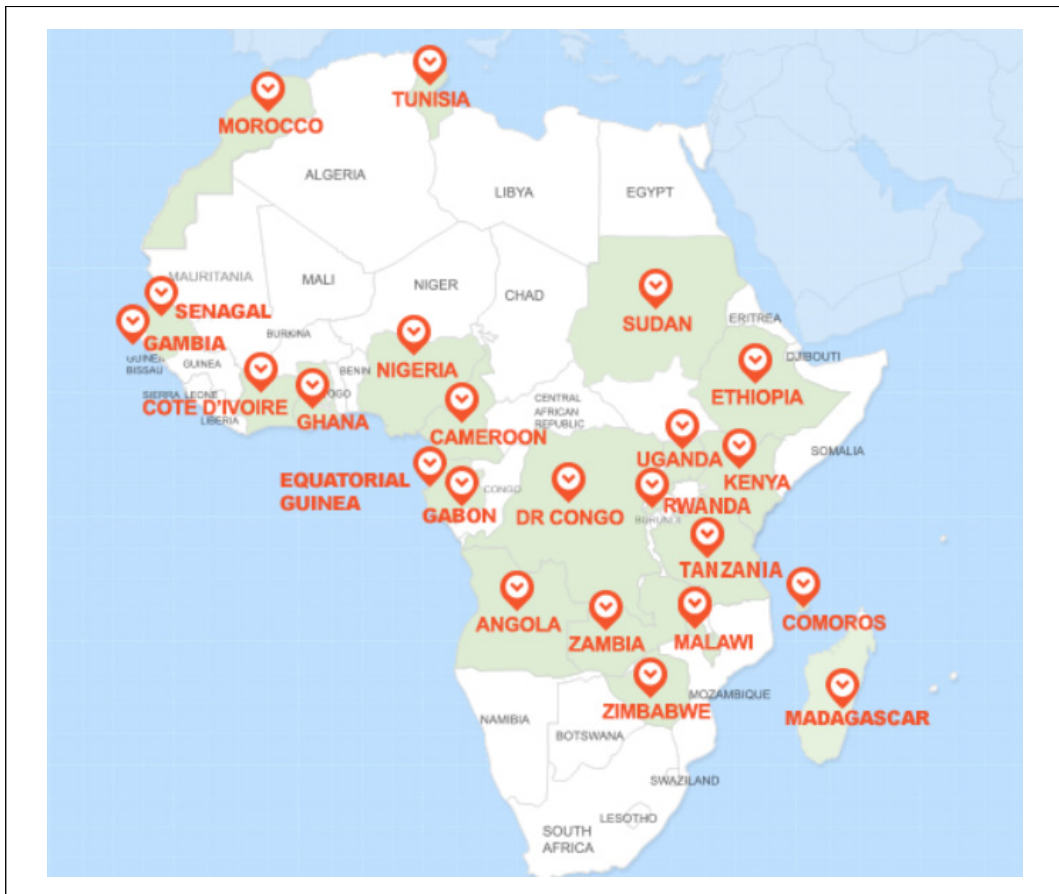 TUNISIA
MOROCCO
ALGERIA
LIBYA
EGYPT
MAURITANIA
MALI
NIGER
CHAD
SUDAN
ERITREA
SENAGAL
GAMBIA
GUINEA
BISSAU
GUINEA
BURKINA
NIGERIA
BENIN
DJIBOUTI
ETHIOPIA
SIERRA LEONE
COTE D'IVOIRE
LIBERIA
GHANA
TOGO
CAMEROON
CENTRAL
AFRICAN
REPUBLIC
UGANDA
KENYA
SOMALIA
EQUATORIAL
GUINEA
GABON
CONGO
DR CONGO
RWANDA
BURUNDI
TANZANIA
ANGOLA
ZAMBIA
MALAWI
COMOROS
ZIMBABWE
MOZAMBIQUE
MADAGASCAR
NAMIBIA
BOTSWANA
SWAZILAND
LESOTHO
SOUTH
AFRICA